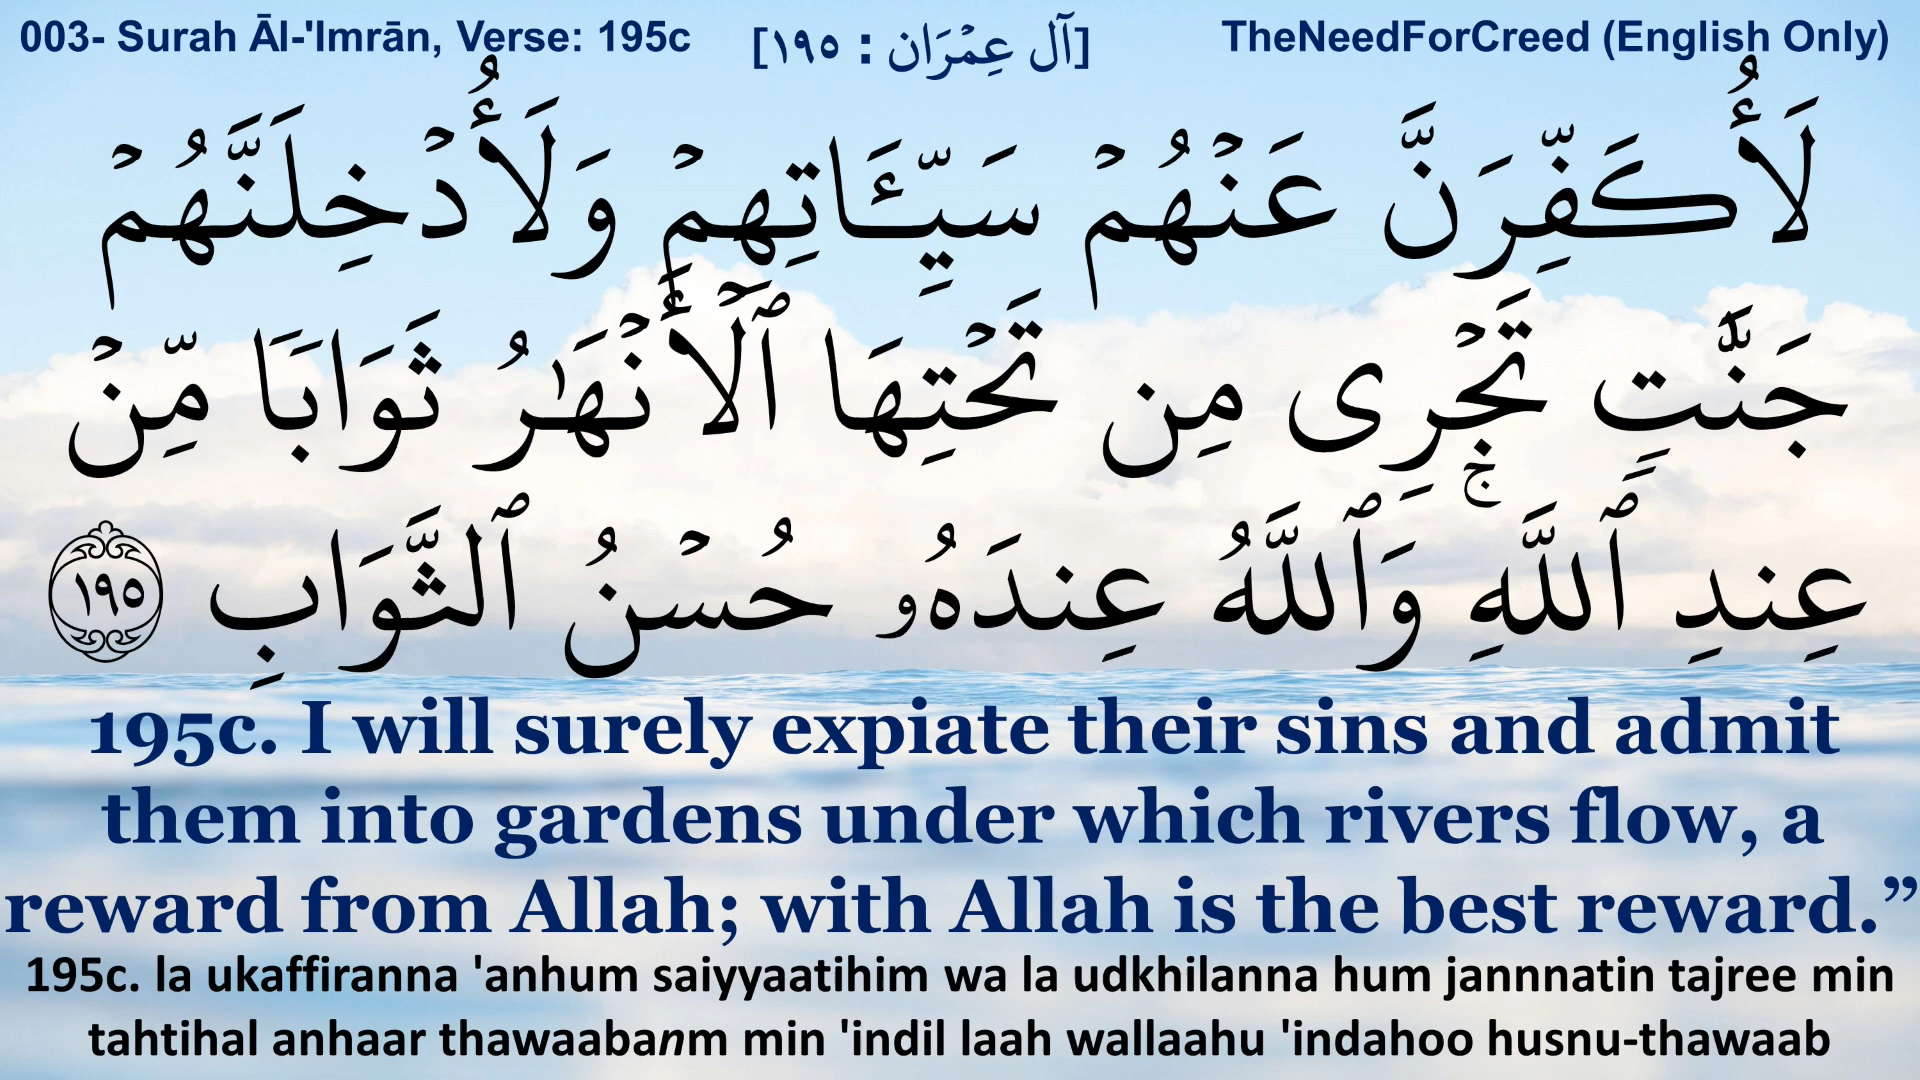 003- Surah Āl-'Imrān, Verse: 195c [آل عِمْرَان : ١٩٥] TheNeedForCreed (English Only)
لَأُكَفِّرَنَّ عَنْهُمْ سَيِّـَٔاتِهِمْ وَلَأُدْخِلَنَّهُمْ
جَنَّٰتٍ تَجْرِى مِن تَحْتِهَا ٱلْأَنْهَٰرُ ثَوَابًا مِّنْ
عِندِ ٱللَّهِ ۚ وَٱللَّهُ عِندَهُۥ حُسْنُ ٱلثَّوَابِ ١٩٥
195c. I will surely expiate their sins and admit
them into gardens under which rivers flow, a
reward from Allah; with Allah is the best reward.”
195c. la ukaffiranna 'anhum saiyyaatihim wa la udkhilanna hum jannnatin tajree min
tahtihal anhaar thawaabanm min 'indil laah wallaahu 'indahoo husnu-thawaab